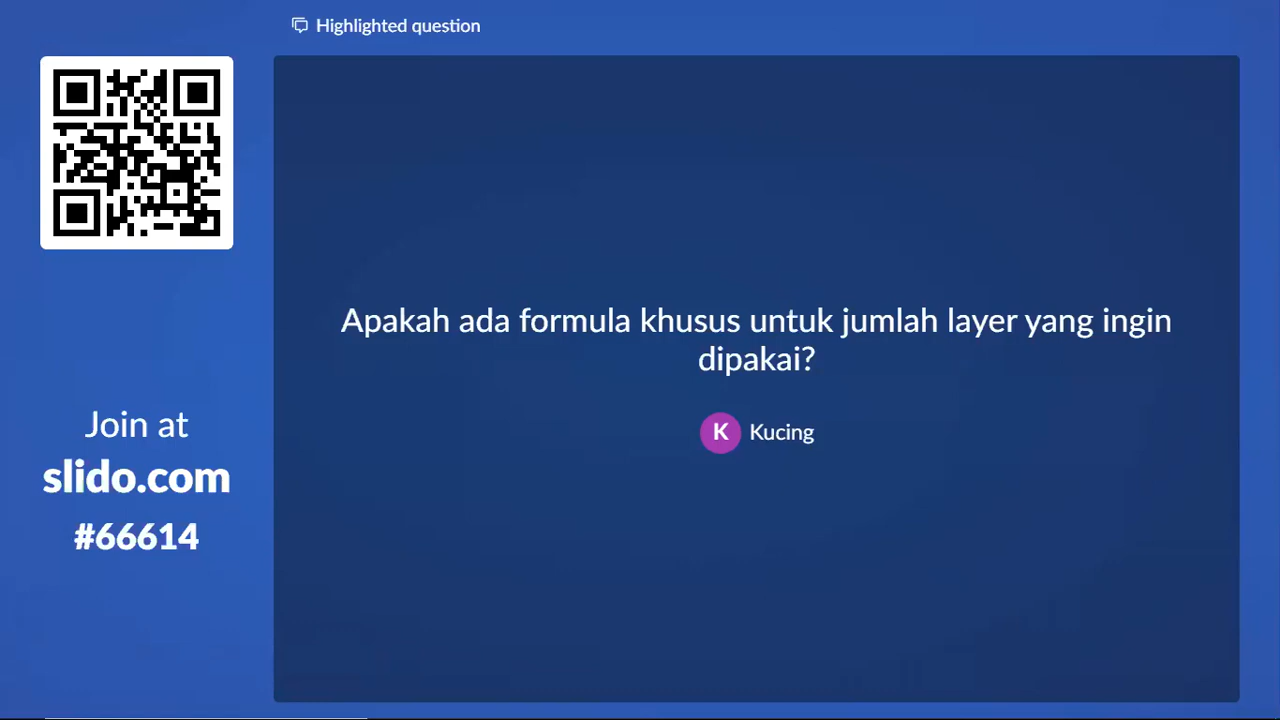 Highlighted question
Apakah ada formula khusus untuk jumlah layer yang ingin
dipakai?
K Kucing
Join at
slido.com
#66614